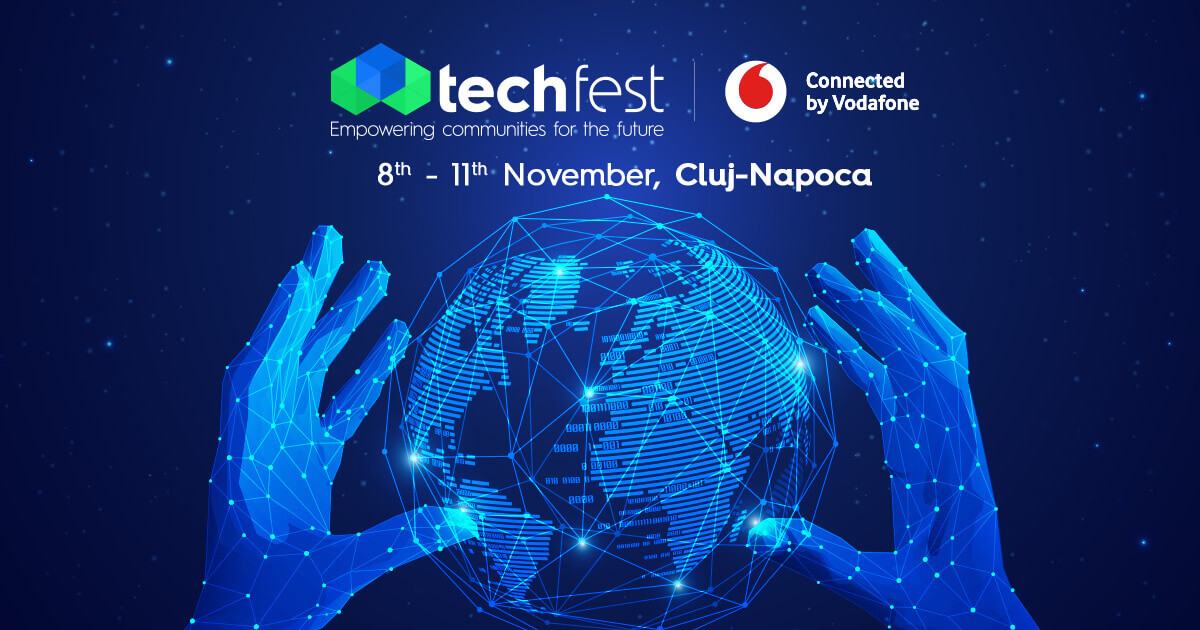 techfest
Empowering communities for the future
Connected
by Vodafone
8th - 11th November, Cluj-Napoca